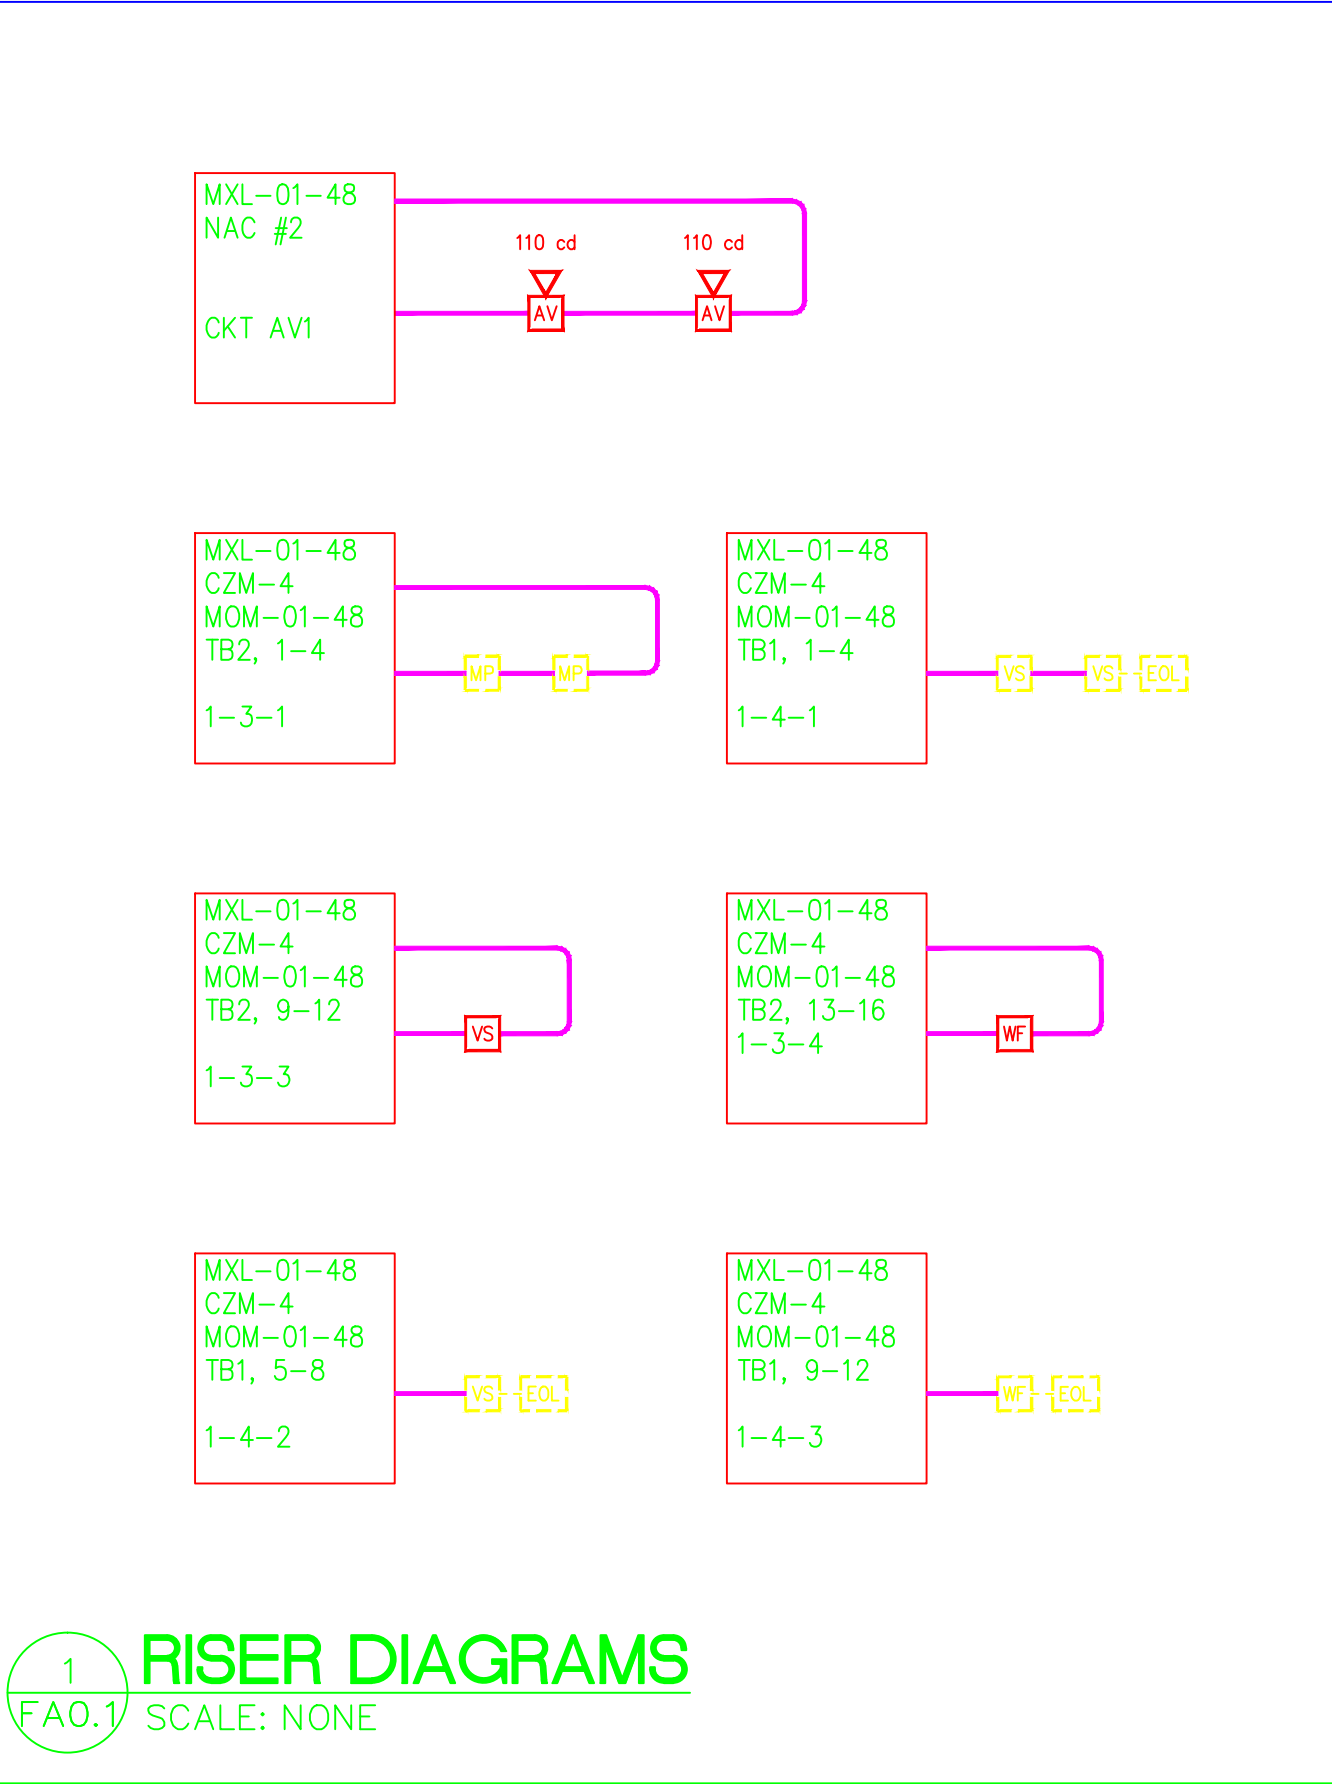 MXL-01-48
NAC #2
110 cd 110 cd
AV AV
CKT AV1
MXL-01-48
CZM-4
MOM-01-48
TB2, 1-4
MP MP
1-3-1
MXL-01-48
CZM-4
MOM-01-48
TB1, 1-4
VS VS EOL
1-4-1
MXL-01-48
CZM-4
MOM-01-48
TB2, 9-12
VS
1-3-3
MXL-01-48
CZM-4
MOM-01-48
TB2, 13-16
WF
1-3-4
MXL-01-48
CZM-4
MOM-01-48
TB1, 5-8
VS EOL
1-4-2
MXL-01-48
CZM-4
MOM-01-48
TB1, 9-12
WF EOL
1-4-3
1
FA0.1
RISER DIAGRAMS
SCALE: NONE